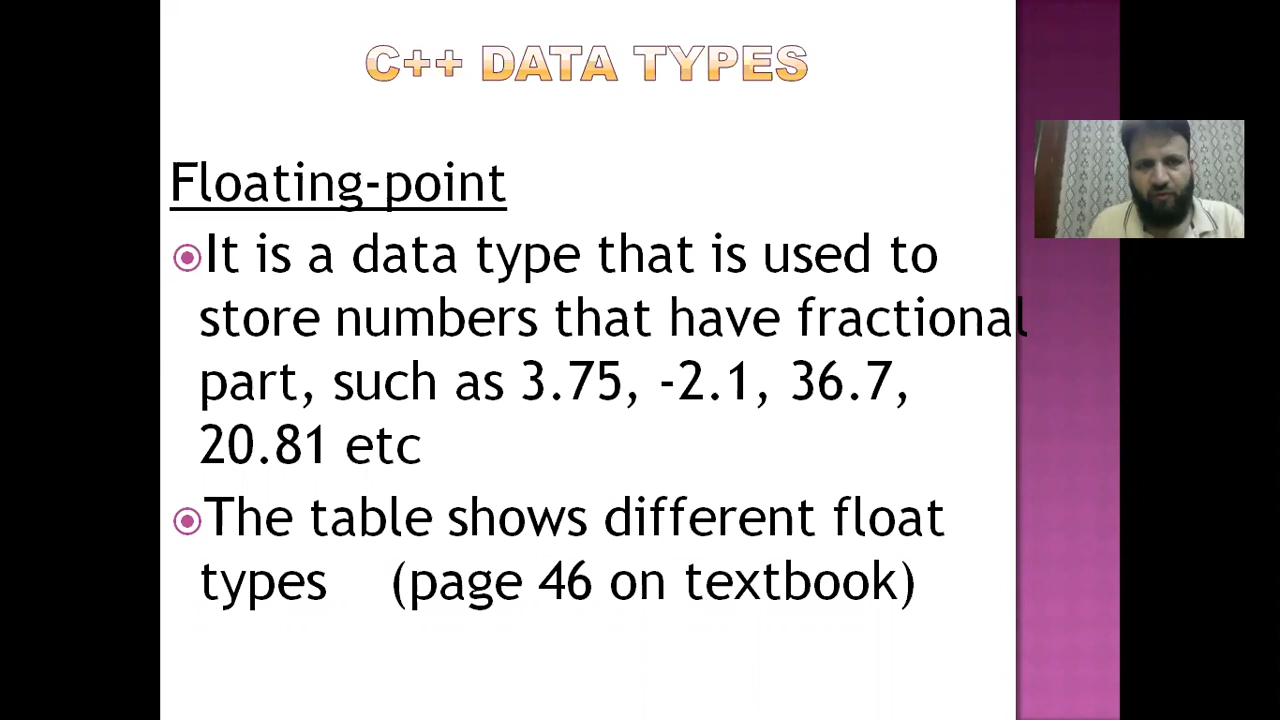 C++ DATA TYPES
Floating-point
It is a data type that is used to
store numbers that have fractional
part, such as 3.75, -2.1, 36.7,
20.81 etc
The table shows different float
types (page 46 on textbook)